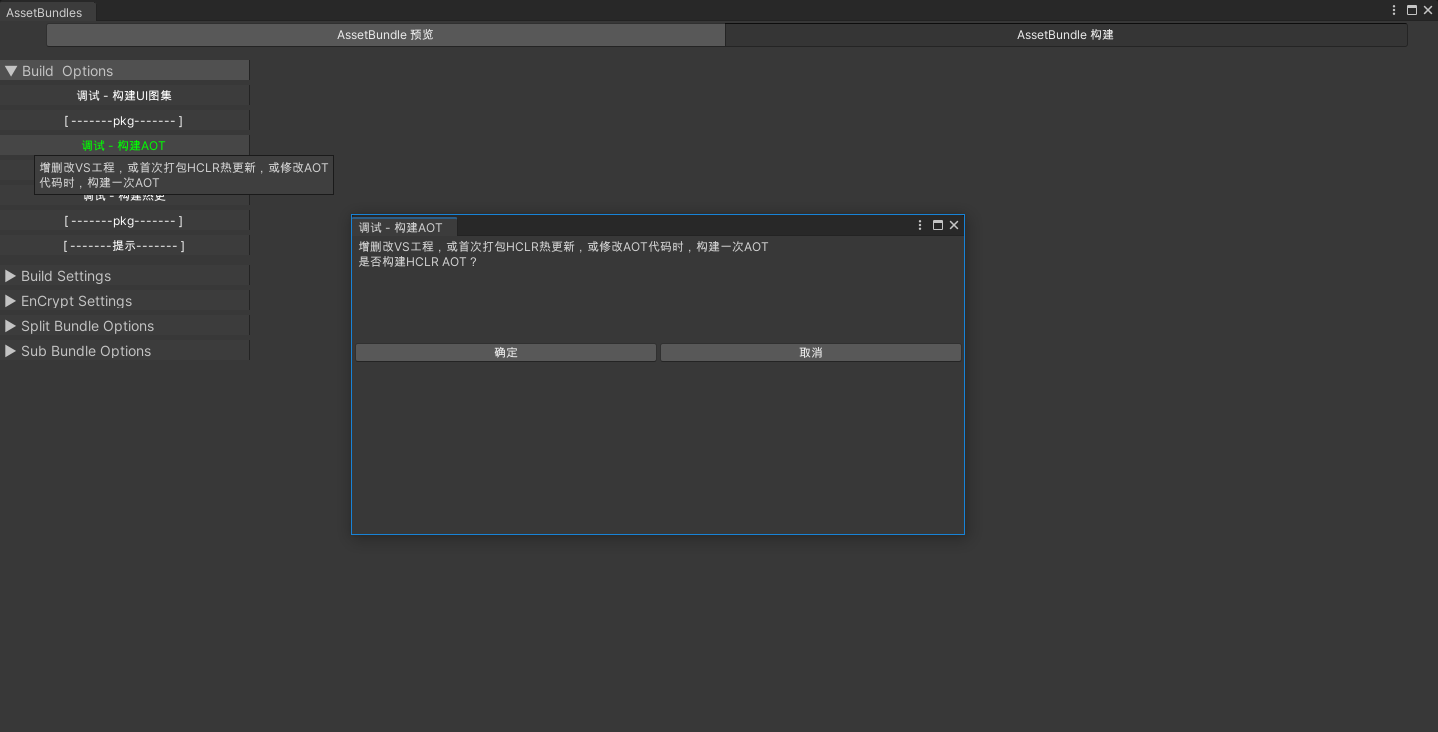 AssetBundles
AssetBundle 预览
AssetBundle 构建
Build Options
调试 - 构建UI图集
[ -------pkg------- ]
调试 - 构建AOT
增删改VS工程，或首次打包HCLR热更新，或修改AOT
代码时，构建一次AOT
调试 - 构建热更
[ -------pkg------- ]
[ -------提示------- ]
Build Settings
EnCrypt Settings
Split Bundle Options
Sub Bundle Options
调试 - 构建AOT
增删改VS工程，或首次打包HCLR热更新，或修改AOT代码时，构建一次AOT
是否构建HCLR AOT ?
确定
取消